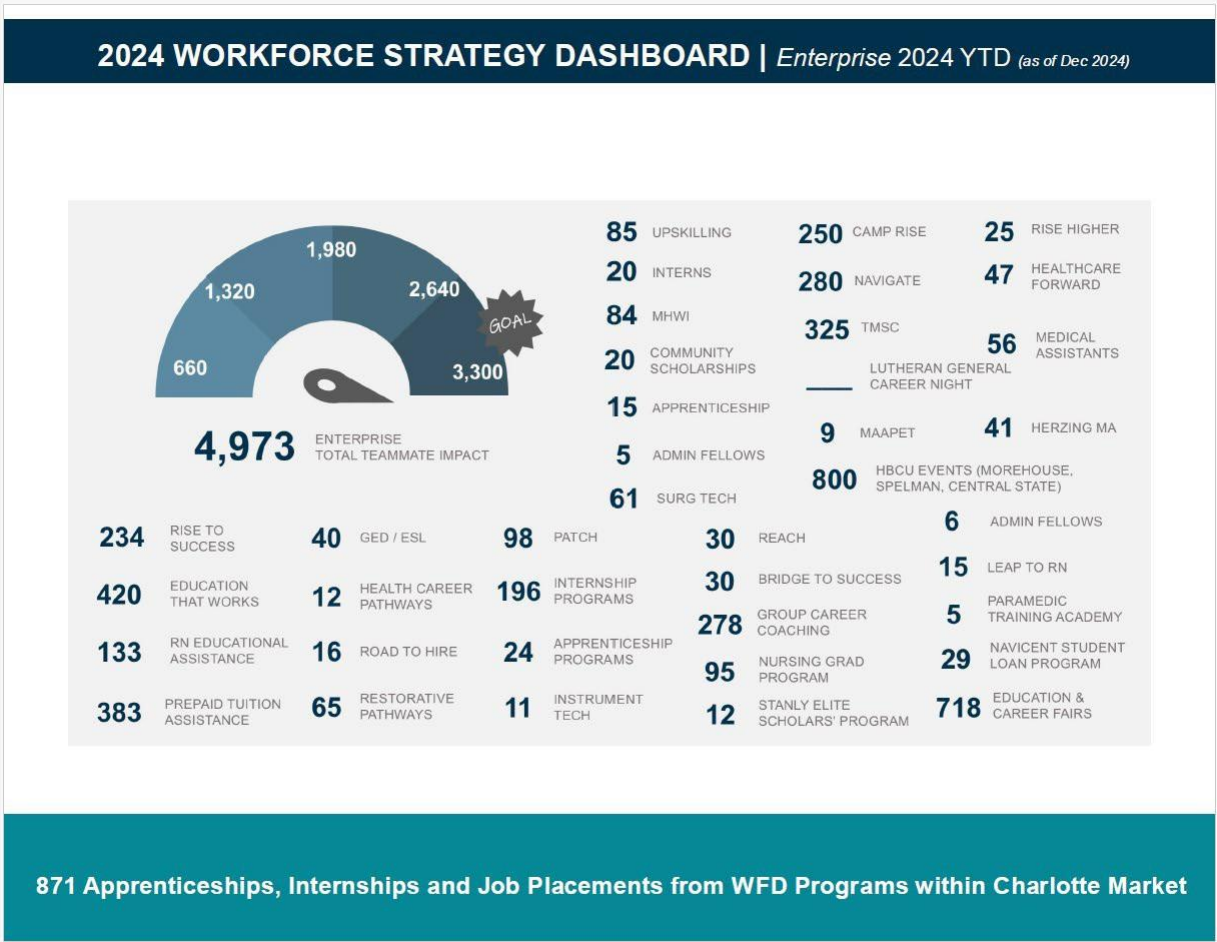 2024 WORKFORCE STRATEGY DASHBOARD | Enterprise 2024 YTD (as of Dec 2024)
660
1,320
1,980
2,640
3,300
GOAL
4,973 ENTERPRISE
TOTAL TEAMMATE IMPACT
85 UPSKILLING
20 INTERNS
84 MHWI
20 COMMUNITY
SCHOLARSHIPS
15 APPRENTICESHIP
5 ADMIN FELLOWS
61 SURG TECH
250 CAMP RISE
280 NAVIGATE
325 TMSC
LUTHERAN GENERAL
CAREER NIGHT
9 MAAPET
800 HBCU EVENTS (MOREHOUSE,
SPELMAN, CENTRAL STATE)
25 RISE HIGHER
47 HEALTHCARE
FORWARD
56 MEDICAL
ASSISTANTS
41 HERZING MA
234 RISE TO
SUCCESS
420 EDUCATION
THAT WORKS
133 RN EDUCATIONAL
ASSISTANCE
383 PREPAID TUITION
ASSISTANCE
40 GED / ESL
12 HEALTH CAREER
PATHWAYS
16 ROAD TO HIRE
65 RESTORATIVE
PATHWAYS
98 PATCH
196 INTERNSHIP
PROGRAMS
24 APPRENTICESHIP
PROGRAMS
11 INSTRUMENT
TECH
30 REACH
30 BRIDGE TO SUCCESS
278 GROUP CAREER
COACHING
95 NURSING GRAD
PROGRAM
12 STANLY ELITE
SCHOLARS' PROGRAM
6 ADMIN FELLOWS
15 LEAP TO RN
5 PARAMEDIC
TRAINING ACADEMY
29 NAVICENT STUDENT
LOAN PROGRAM
718 EDUCATION &
CAREER FAIRS
871 Apprenticeships, Internships and Job Placements from WFD Programs within Charlotte Market